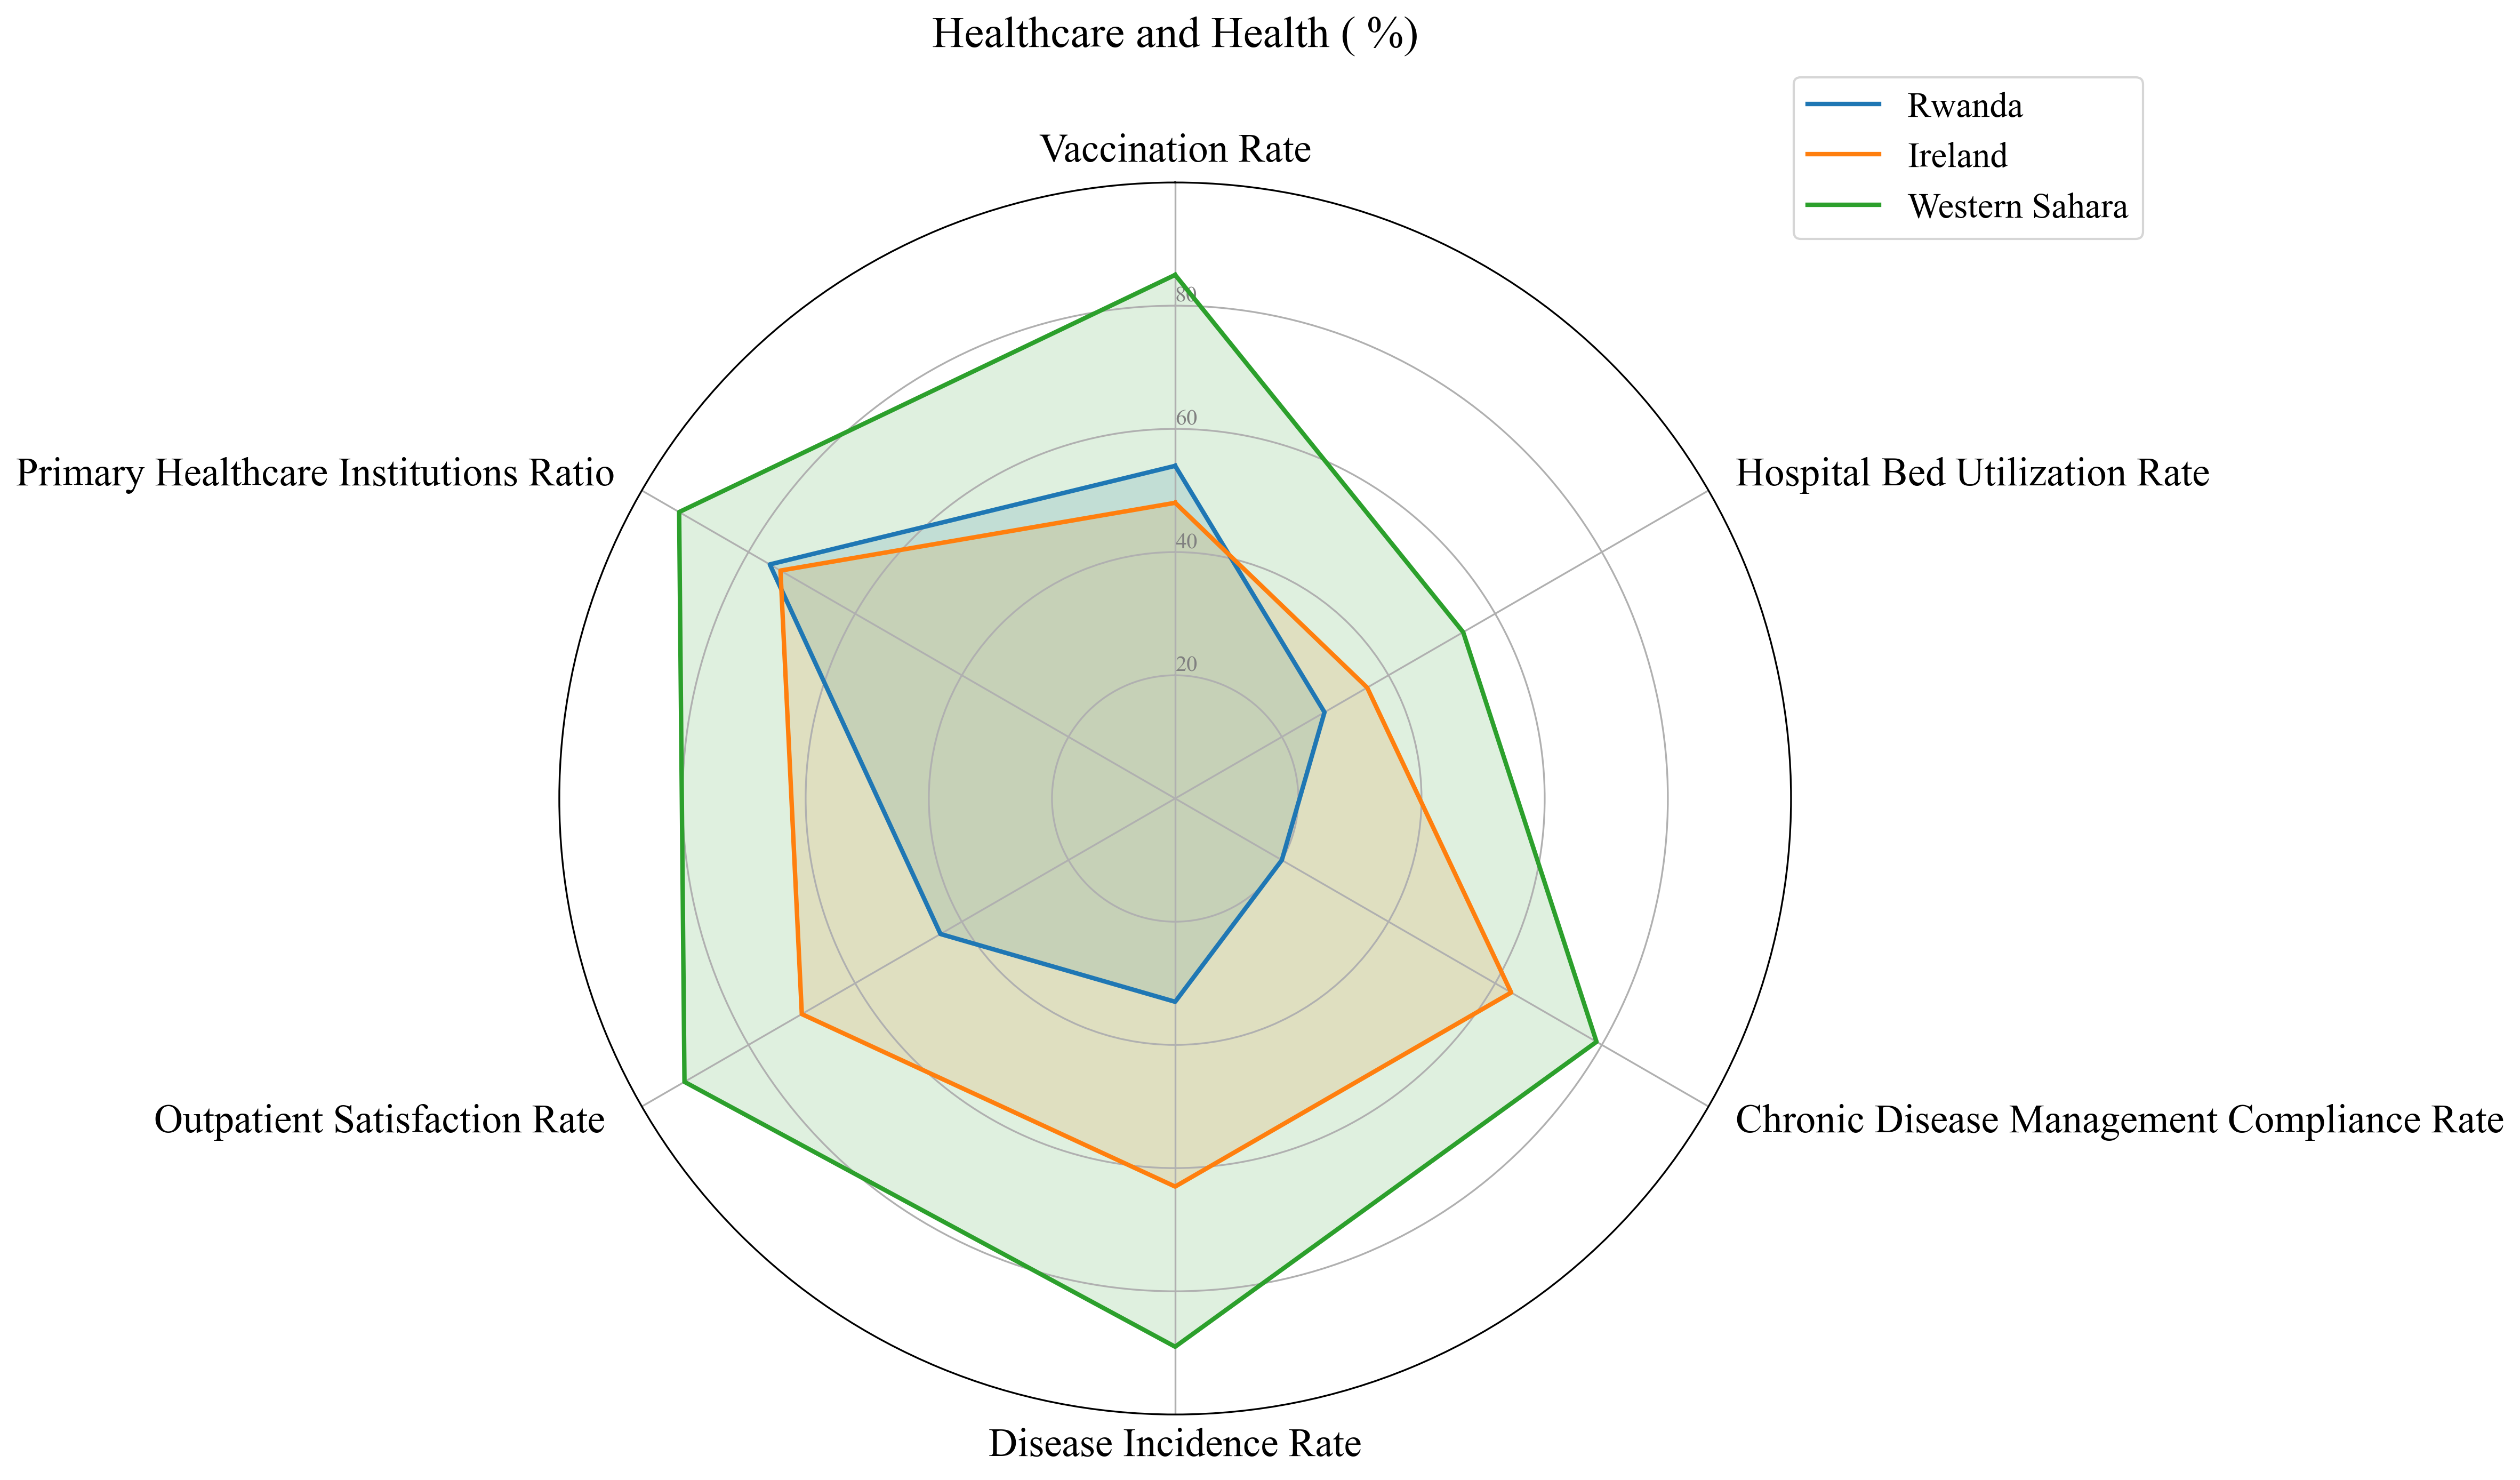 Healthcare and Health ( %)
Rwanda
Ireland
Western Sahara
Vaccination Rate
80
60
40
20
Primary Healthcare Institutions Ratio
Hospital Bed Utilization Rate
Outpatient Satisfaction Rate
Chronic Disease Management Compliance Rate
Disease Incidence Rate